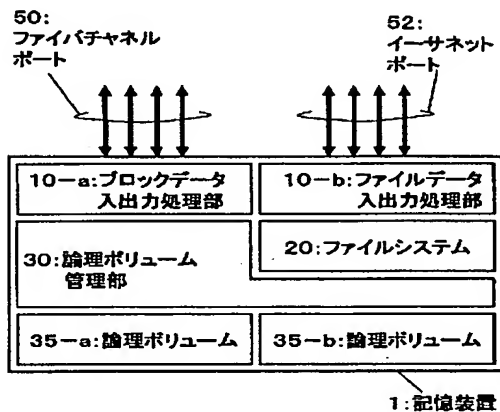 50:
ファイバチャネル
ポート
52:
イーサネット
ポート
10-a:ブロックデータ
入出力処理部
10-b:ファイルデータ
入出力処理部
30:論理ボリューム
管理部
20:ファイルシステム
35-a:論理ボリューム
35-b:論理ボリューム
1:記憶装置